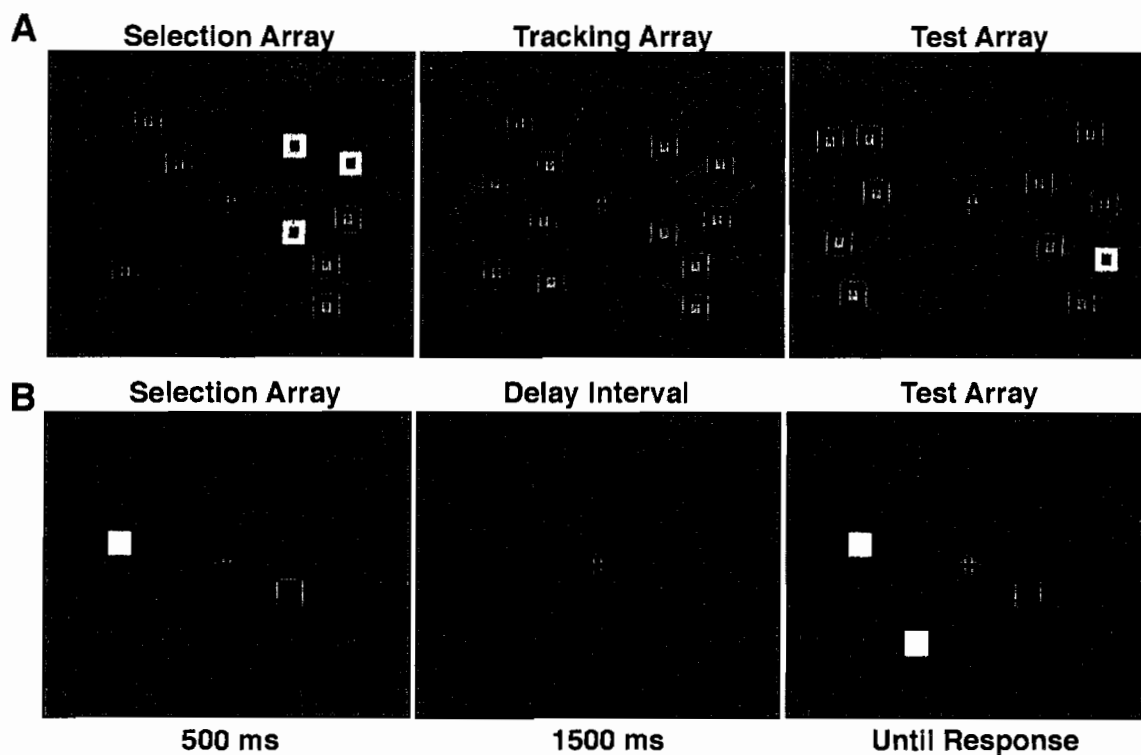 A
Selection Array Tracking Array Test Array
B
Selection Array Delay Interval Test Array
500 ms 1500 ms Until Response